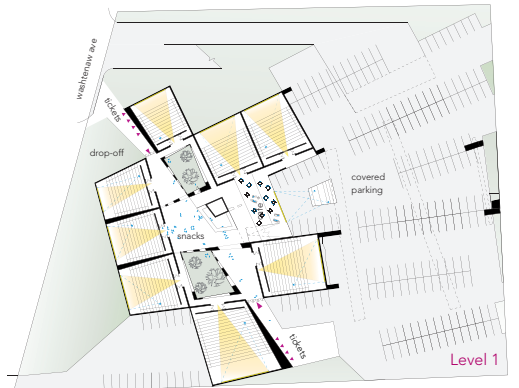 washtenaw ave
tickets
drop-off
covered
parking
snacks
tickets
Level 1